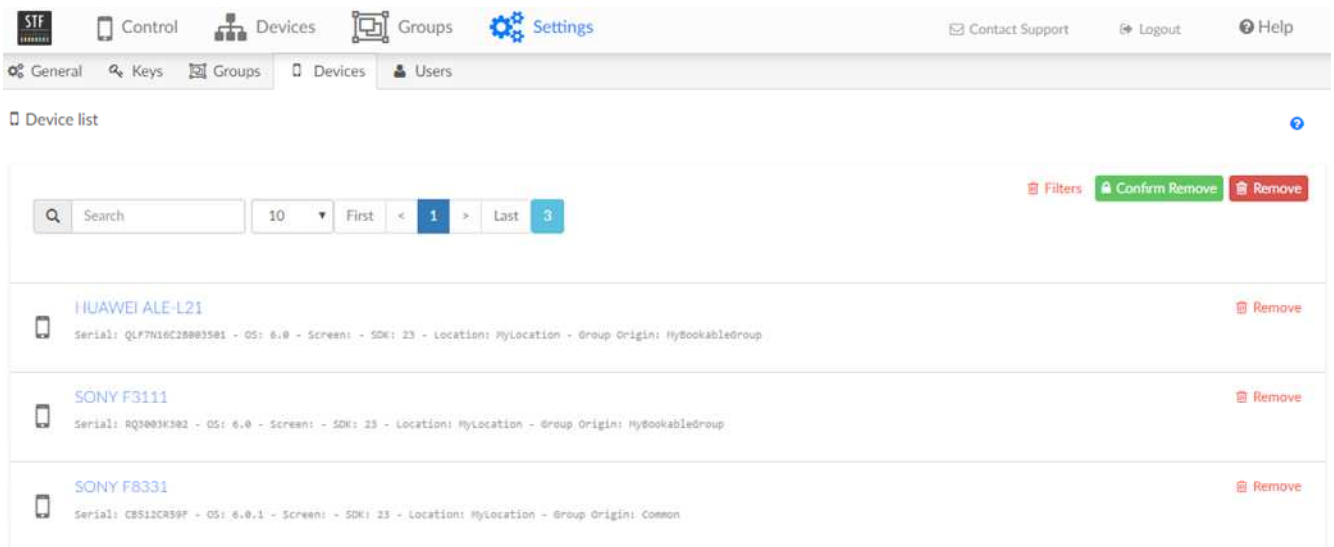 STF Control Devices Groups Settings Contact Support Logout Help
General Keys Groups Devices Users
Device list
Filters Confirm Remove Remove
Search 10 First < 1 > Last 3
HUAWEI ALE-L21 Remove
Serial: QLF7N16C28003501 - OS: 6.0 - Screen: - SDK: 23 - Location: MyLocation - Group Origin: MyBookableGroup
SONY F3111 Remove
Serial: RQ3003K302 - OS: 6.0 - Screen: - SDK: 23 - Location: MyLocation - Group Origin: MyBookableGroup
SONY F8331 Remove
Serial: CB512CR59F - OS: 6.0.1 - Screen: - SDK: 23 - Location: MyLocation - Group Origin: Common